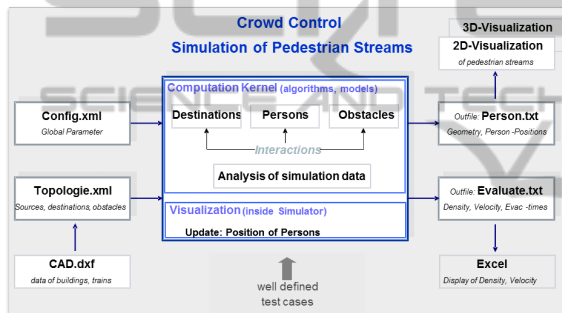 Crowd Control
Simulation of Pedestrian Streams
3D-Visualization
2D-Visualization
of pedestrian streams
Computation Kernel (algorithms, models)
Destinations Persons Obstacles
Interactions
Analysis of simulation data
Visualization (inside Simulator)
Update: Position of Persons
Config.xml
Global Parameter
Topologie.xml
Sources, destinations, obstacles
CAD.dxf
data of buildings, trains
Outfile: Person.txt
Geometry, Person -Positions
Outfile: Evaluate.txt
Density, Velocity, Evac -times
Excel
Display of Density, Velocity
well defined
test cases
SCIENCE AND TECH